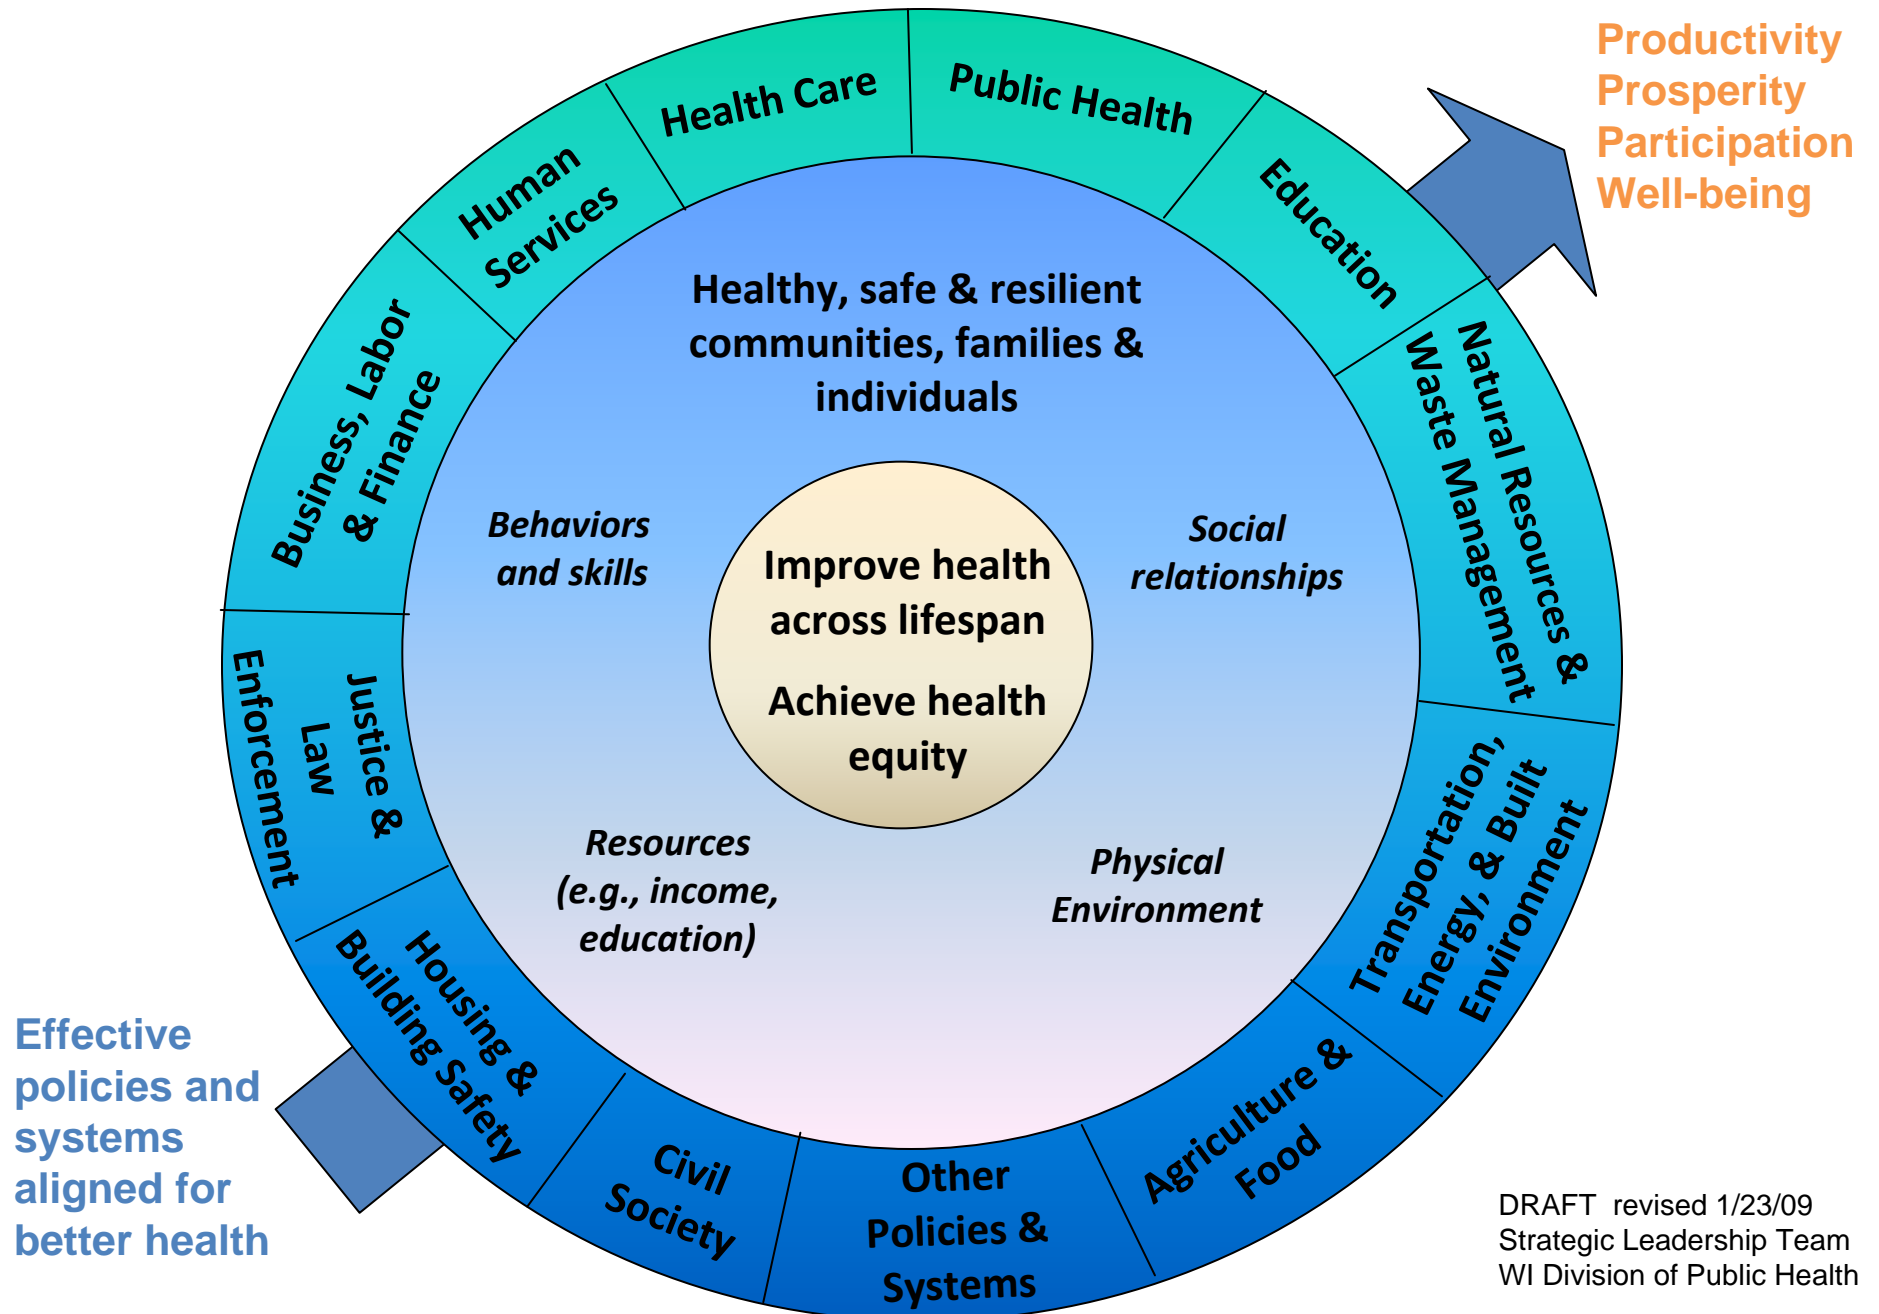 Productivity
Prosperity
Participation
Well-being
Health Care
Public Health
Education
Natural Resources &
Waste Management
Transportation,
Energy, & Built
Environment
Agriculture &
Food
Other
Policies &
Systems
Civil
Society
Housing &
Building Safety
Justice &
Law
Enforcement
Business, Labor
& Finance
Human
Services
Healthy, safe & resilient
communities, families &
individuals
Behaviors
and skills
Social
relationships
Improve health
across lifespan
Achieve health
equity
Resources
(e.g., income,
education)
Physical
Environment
Effective
policies and
systems
aligned for
better health
DRAFT  revised 1/23/09
Strategic Leadership Team
WI Division of Public Health